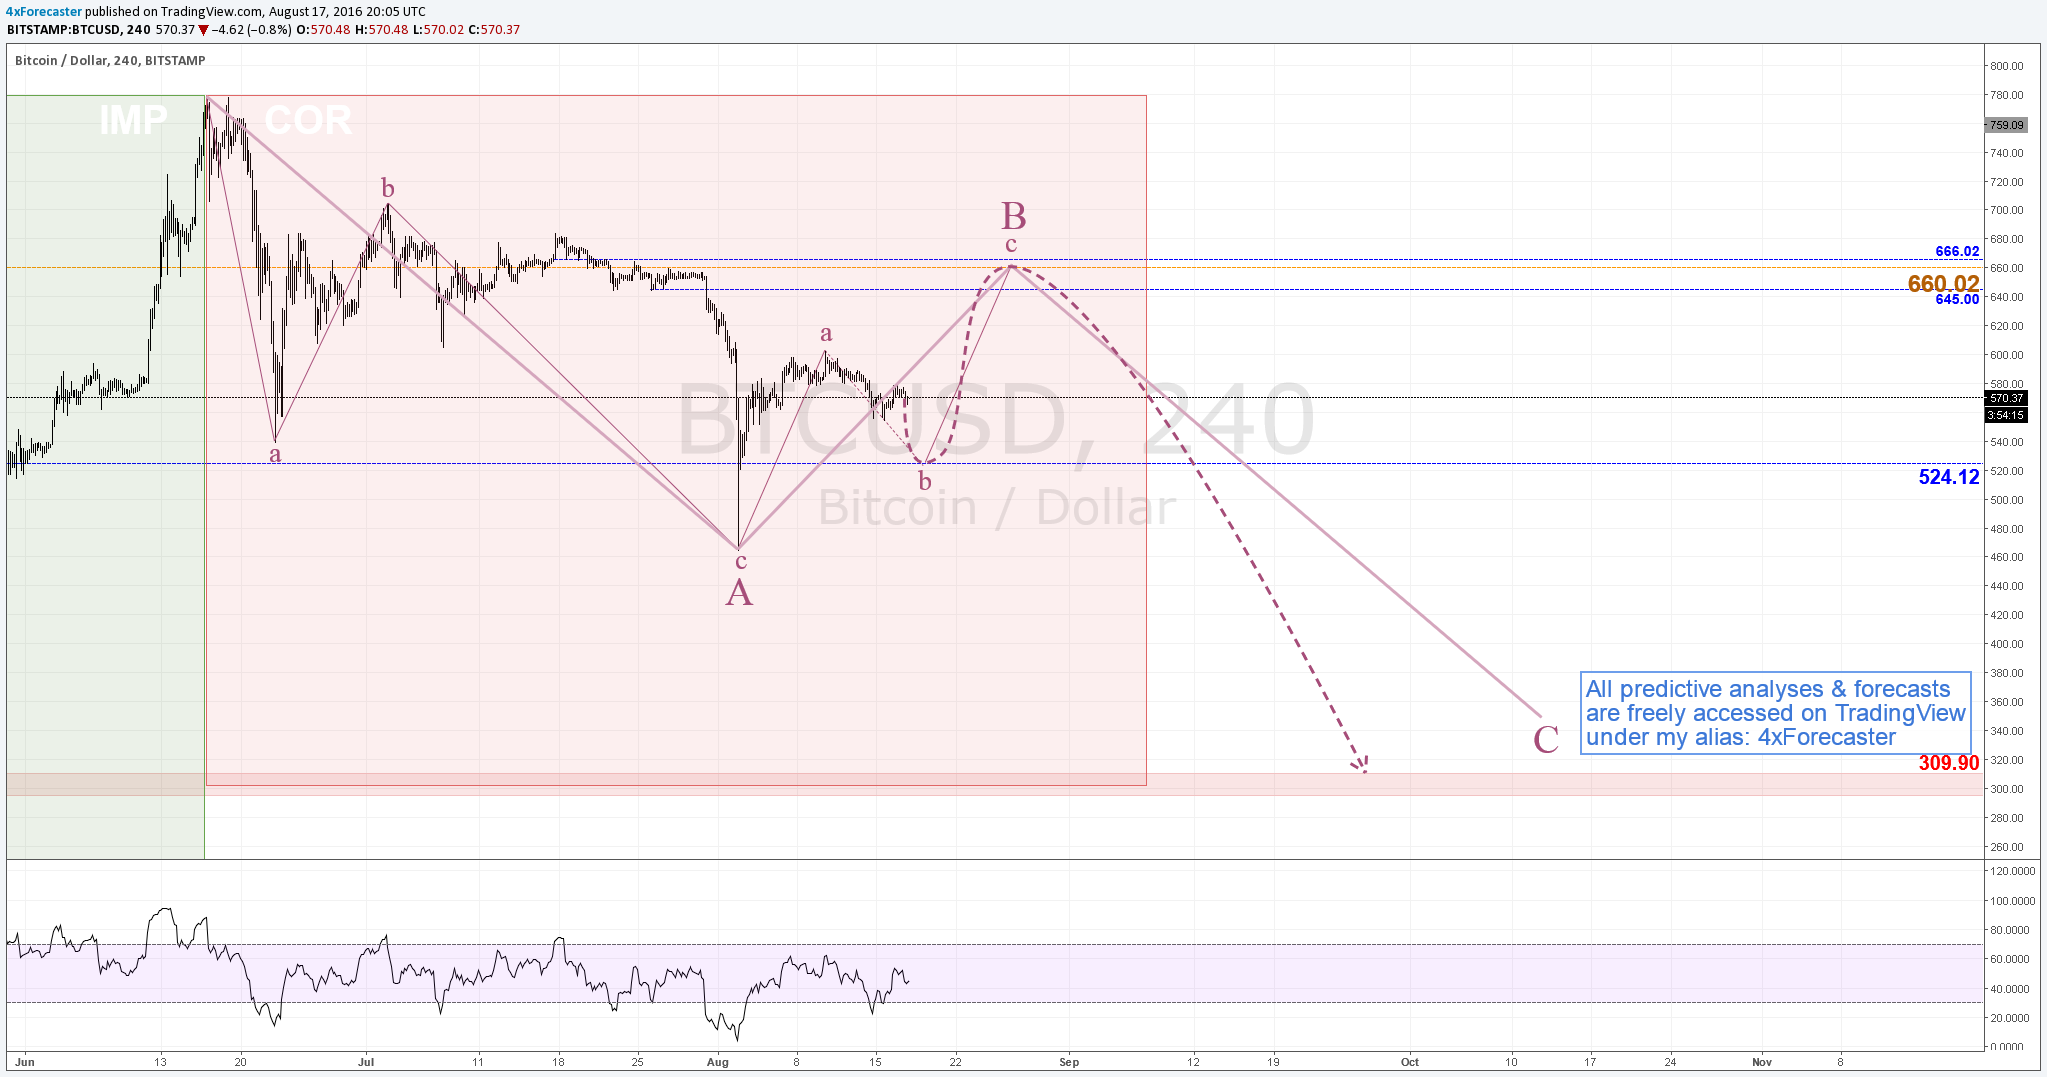 4xForecaster published on TradingView.com, August 17, 2016 20:05 UTC
BITSTAMP:BTCUSD, 240 570.37 ▼ −4.62 (−0.8%) O:570.48 H:570.48 L:570.02 C:570.37
Bitcoin / Dollar, 240, BITSTAMP
IMP COR
BTCUSD, 240
Bitcoin / Dollar
a
b
c
A
a
b
B
c
C
666.02
660.02
645.00
524.12
309.90
All predictive analyses & forecasts
are freely accessed on TradingView
under my alias: 4xForecaster
800.00
780.00
759.09
740.00
720.00
700.00
680.00
660.00
640.00
620.00
600.00
580.00
570.37
3:54:15
540.00
520.00
500.00
480.00
460.00
440.00
420.00
400.00
380.00
360.00
340.00
320.00
300.00
280.00
260.00
120.0000
100.0000
80.0000
60.0000
40.0000
20.0000
0.0000
Jun 13 20 Jul 11 18 25 Aug 8 15 22 Sep 12 19 Oct 10 17 24 Nov 8